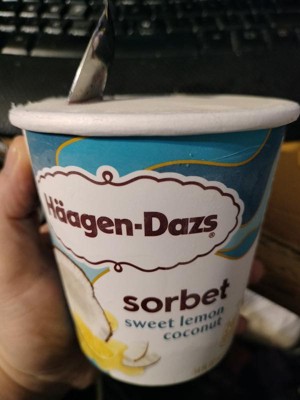 Häagen-Dazs
sorbet
sweet lemon
coconut